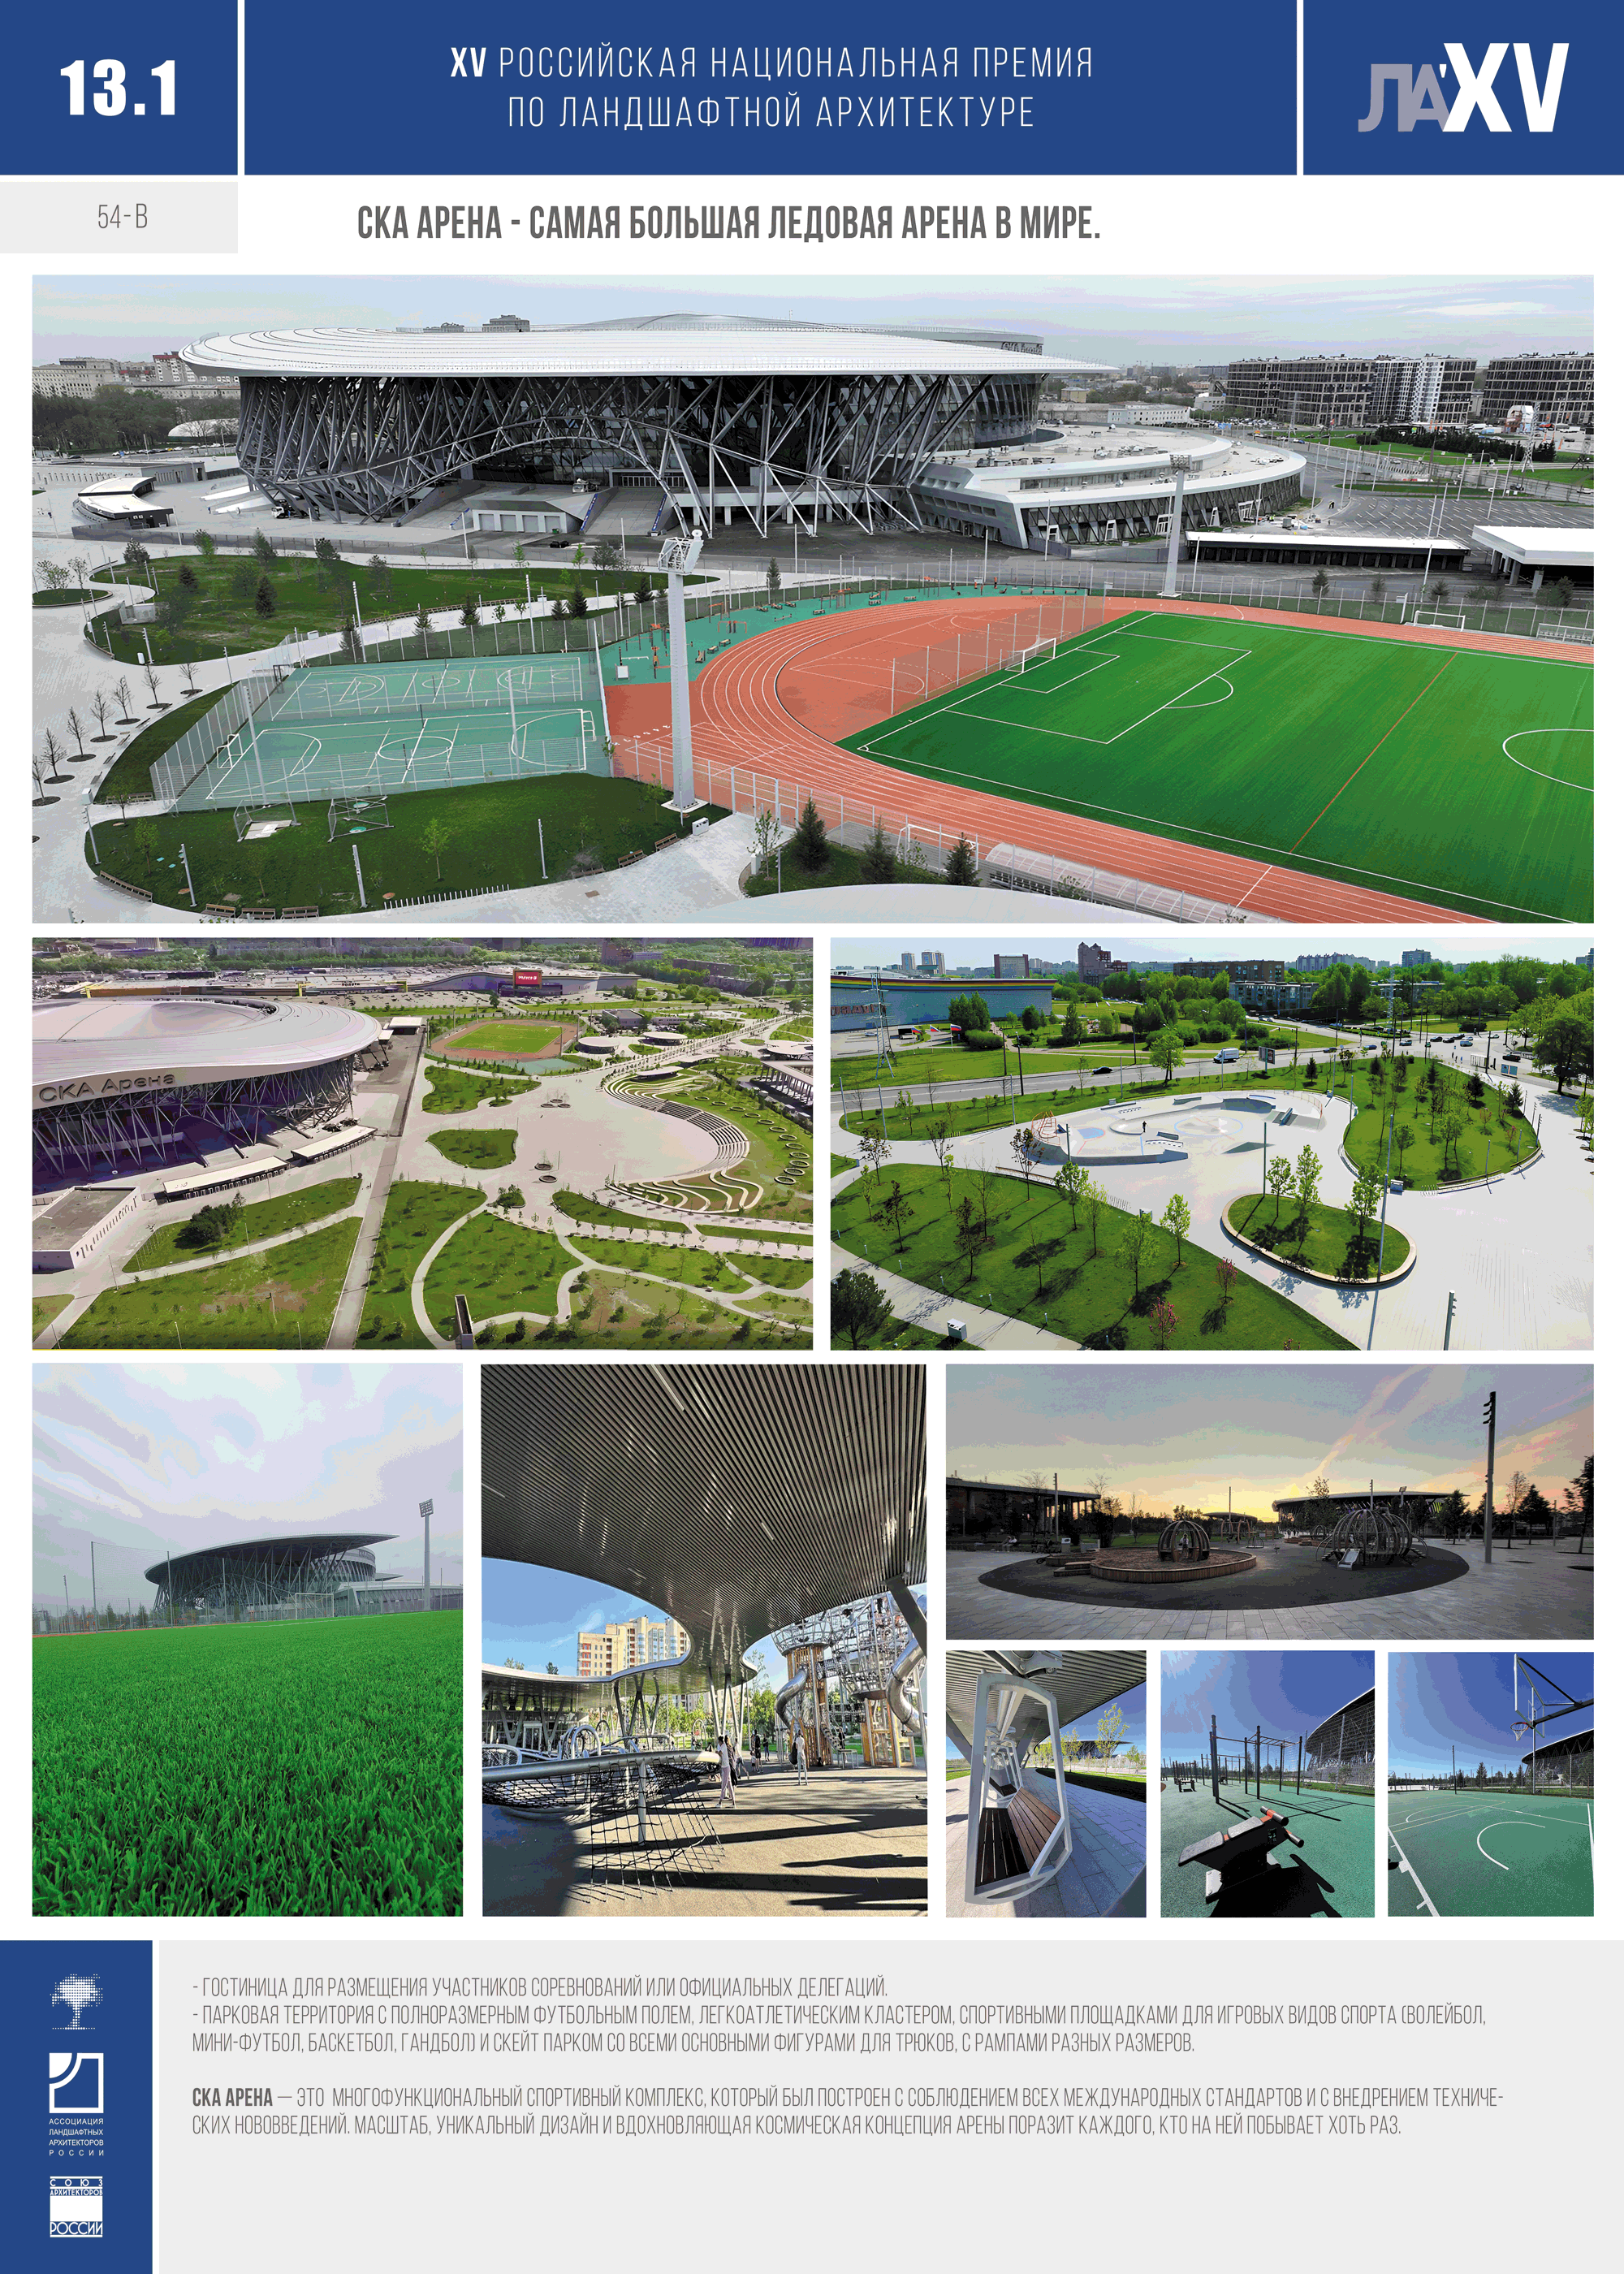 13.1
XV РОССИЙСКАЯ НАЦИОНАЛЬНАЯ ПРЕМИЯ
ПО ЛАНДШАФТНОЙ АРХИТЕКТУРЕ
ЛА'XV
54-В
СКА АРЕНА - САМАЯ БОЛЬШАЯ ЛЕДОВАЯ АРЕНА В МИРЕ.
СКА Арена
- ГОСТИНИЦА ДЛЯ РАЗМЕЩЕНИЯ УЧАСТНИКОВ СОРЕВНОВАНИЙ ИЛИ ОФИЦИАЛЬНЫХ ДЕЛЕГАЦИЙ.
- ПАРКОВАЯ ТЕРРИТОРИЯ С ПОЛНОРАЗМЕРНЫМ ФУТБОЛЬНЫМ ПОЛЕМ, ЛЕГКОАТЛЕТИЧЕСКИМ КЛАСТЕРОМ, СПОРТИВНЫМИ ПЛОЩАДКАМИ ДЛЯ ИГРОВЫХ ВИДОВ СПОРТА (ВОЛЕЙБОЛ,
МИНИ-ФУТБОЛ, БАСКЕТБОЛ, ГАНДБОЛ) И СКЕЙТ ПАРКОМ СО ВСЕМИ ОСНОВНЫМИ ФИГУРАМИ ДЛЯ ТРЮКОВ, С РАМПАМИ РАЗНЫХ РАЗМЕРОВ.
СКА АРЕНА — ЭТО МНОГОФУНКЦИОНАЛЬНЫЙ СПОРТИВНЫЙ КОМПЛЕКС, КОТОРЫЙ БЫЛ ПОСТРОЕН С СОБЛЮДЕНИЕМ ВСЕХ МЕЖДУНАРОДНЫХ СТАНДАРТОВ И С ВНЕДРЕНИЕМ ТЕХНИЧЕ-
СКИХ НОВОВВЕДЕНИЙ. МАСШТАБ, УНИКАЛЬНЫЙ ДИЗАЙН И ВДОХНОВЛЯЮЩАЯ КОСМИЧЕСКАЯ КОНЦЕПЦИЯ АРЕНЫ ПОРАЗИТ КАЖДОГО, КТО НА НЕЙ ПОБЫВАЕТ ХОТЬ РАЗ.
АССОЦИАЦИЯ
ЛАНДШАФТНЫХ
АРХИТЕКТОРОВ
РОССИИ
СОЮЗ
АРХИТЕКТОРОВ
РОССИИ